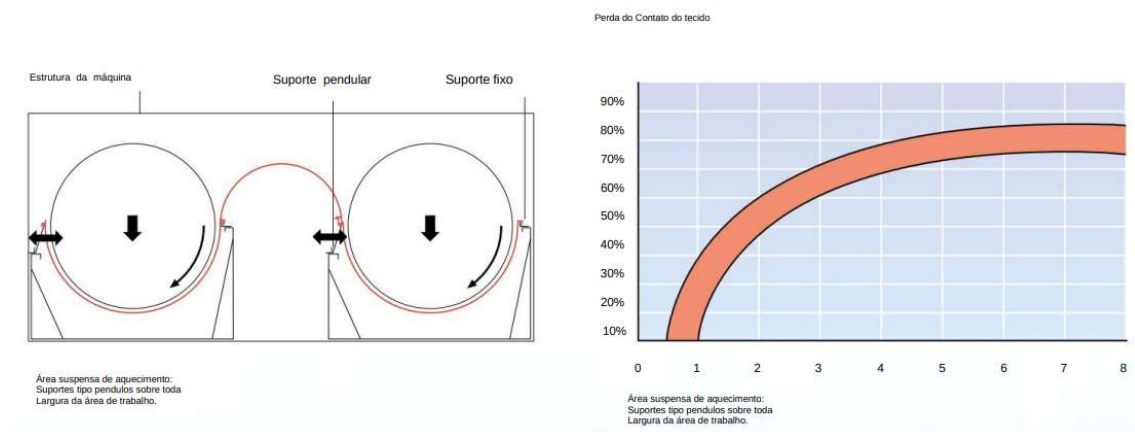 Perda do Contato do tecido
Estrutura da máquina
Suporte pendular
Suporte fixo
Área suspensa de aquecimento:
Suportes tipo pendulos sobre toda
Largura da área de trabalho.
90%
80%
70%
60%
50%
40%
30%
20%
10%
0 1 2 3 4 5 6 7 8
Área suspensa de aquecimento:
Suportes tipo pendulos sobre toda
Largura da área de trabalho.